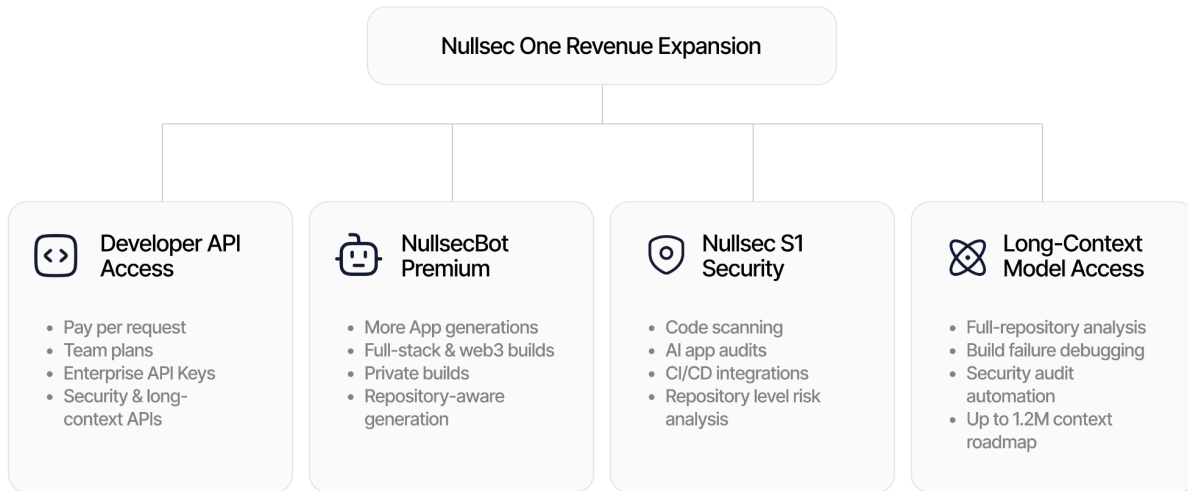 Nullsec One Revenue Expansion
Developer API
Access
• Pay per request
• Team plans
• Enterprise API Keys
• Security & long-
context APIs
NullsecBot
Premium
• More App generations
• Full-stack & web3 builds
• Private builds
• Repository-aware
generation
Nullsec S1
Security
• Code scanning
• AI app audits
• CI/CD integrations
• Repository level risk
analysis
Long-Context
Model Access
• Full-repository analysis
• Build failure debugging
• Security audit
automation
• Up to 1.2M context
roadmap